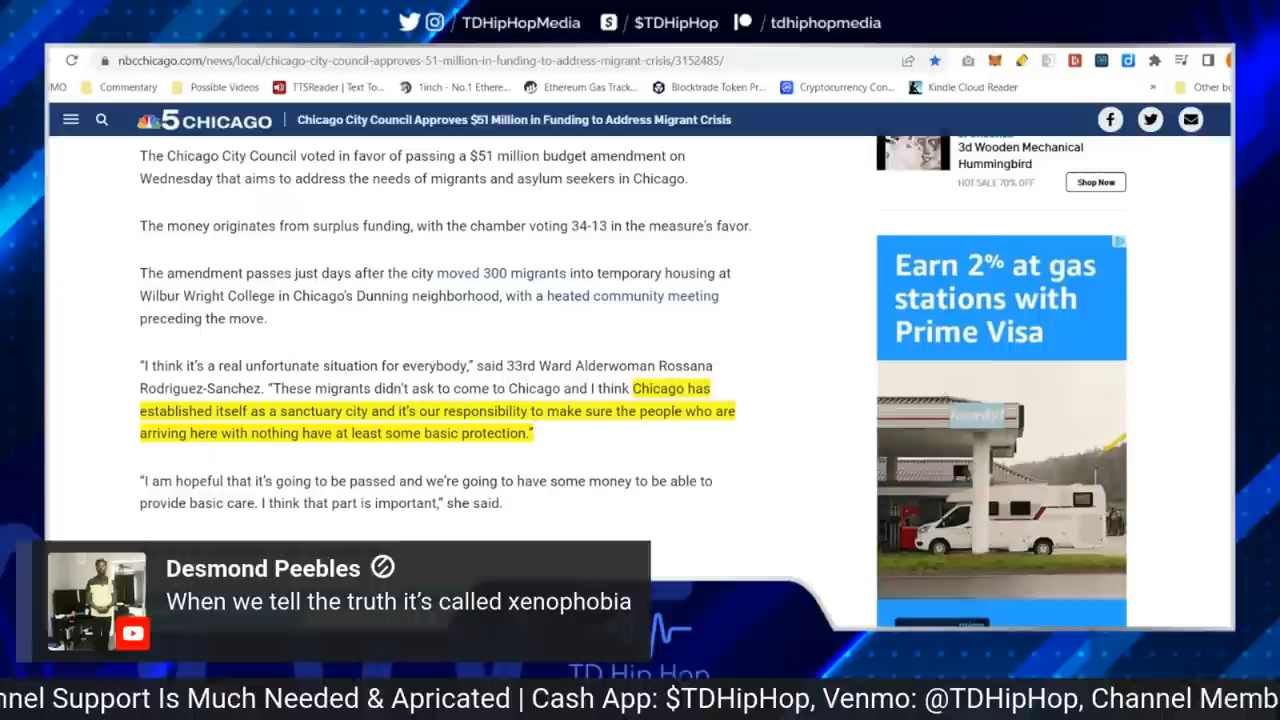 / TDHipHopMedia
/ $TDHipHop
/ tdhiphopmedia
nbcchicago.com/news/local/chicago-city-council-approves-51-million-in-funding-to-address-migrant-crisis/3152485/
MO Commentary Possible Videos TTSReader | Text To... 1inch - No.1 Ethere... Ethereum Gas Track... Blocktrade Token Pr... Cryptocurrency Con... Kindle Cloud Reader » Other b
5 CHICAGO
Chicago City Council Approves $51 Million in Funding to Address Migrant Crisis
The Chicago City Council voted in favor of passing a $51 million budget amendment on
Wednesday that aims to address the needs of migrants and asylum seekers in Chicago.
The money originates from surplus funding, with the chamber voting 34-13 in the measure's favor.
The amendment passes just days after the city moved 300 migrants into temporary housing at
Wilbur Wright College in Chicago's Dunning neighborhood, with a heated community meeting
preceding the move.
“I think it's a real unfortunate situation for everybody,” said 33rd Ward Alderwoman Rossana
Rodriguez-Sanchez. “These migrants didn't ask to come to Chicago and I think Chicago has
established itself as a sanctuary city and it's our responsibility to make sure the people who are
arriving here with nothing have at least some basic protection.”
“I am hopeful that it's going to be passed and we're going to have some money to be able to
provide basic care. I think that part is important,” she said.
3d Wooden Mechanical
Hummingbird
HOT SALE 70% OFF
Shop Now
Earn 2% at gas
stations with
Prime Visa
Desmond Peebles
When we tell the truth it’s called xenophobia
TD Hip Hop
nnel Support Is Much Needed & Apricated | Cash App: $TDHipHop, Venmo: @TDHipHop, Channel Memb